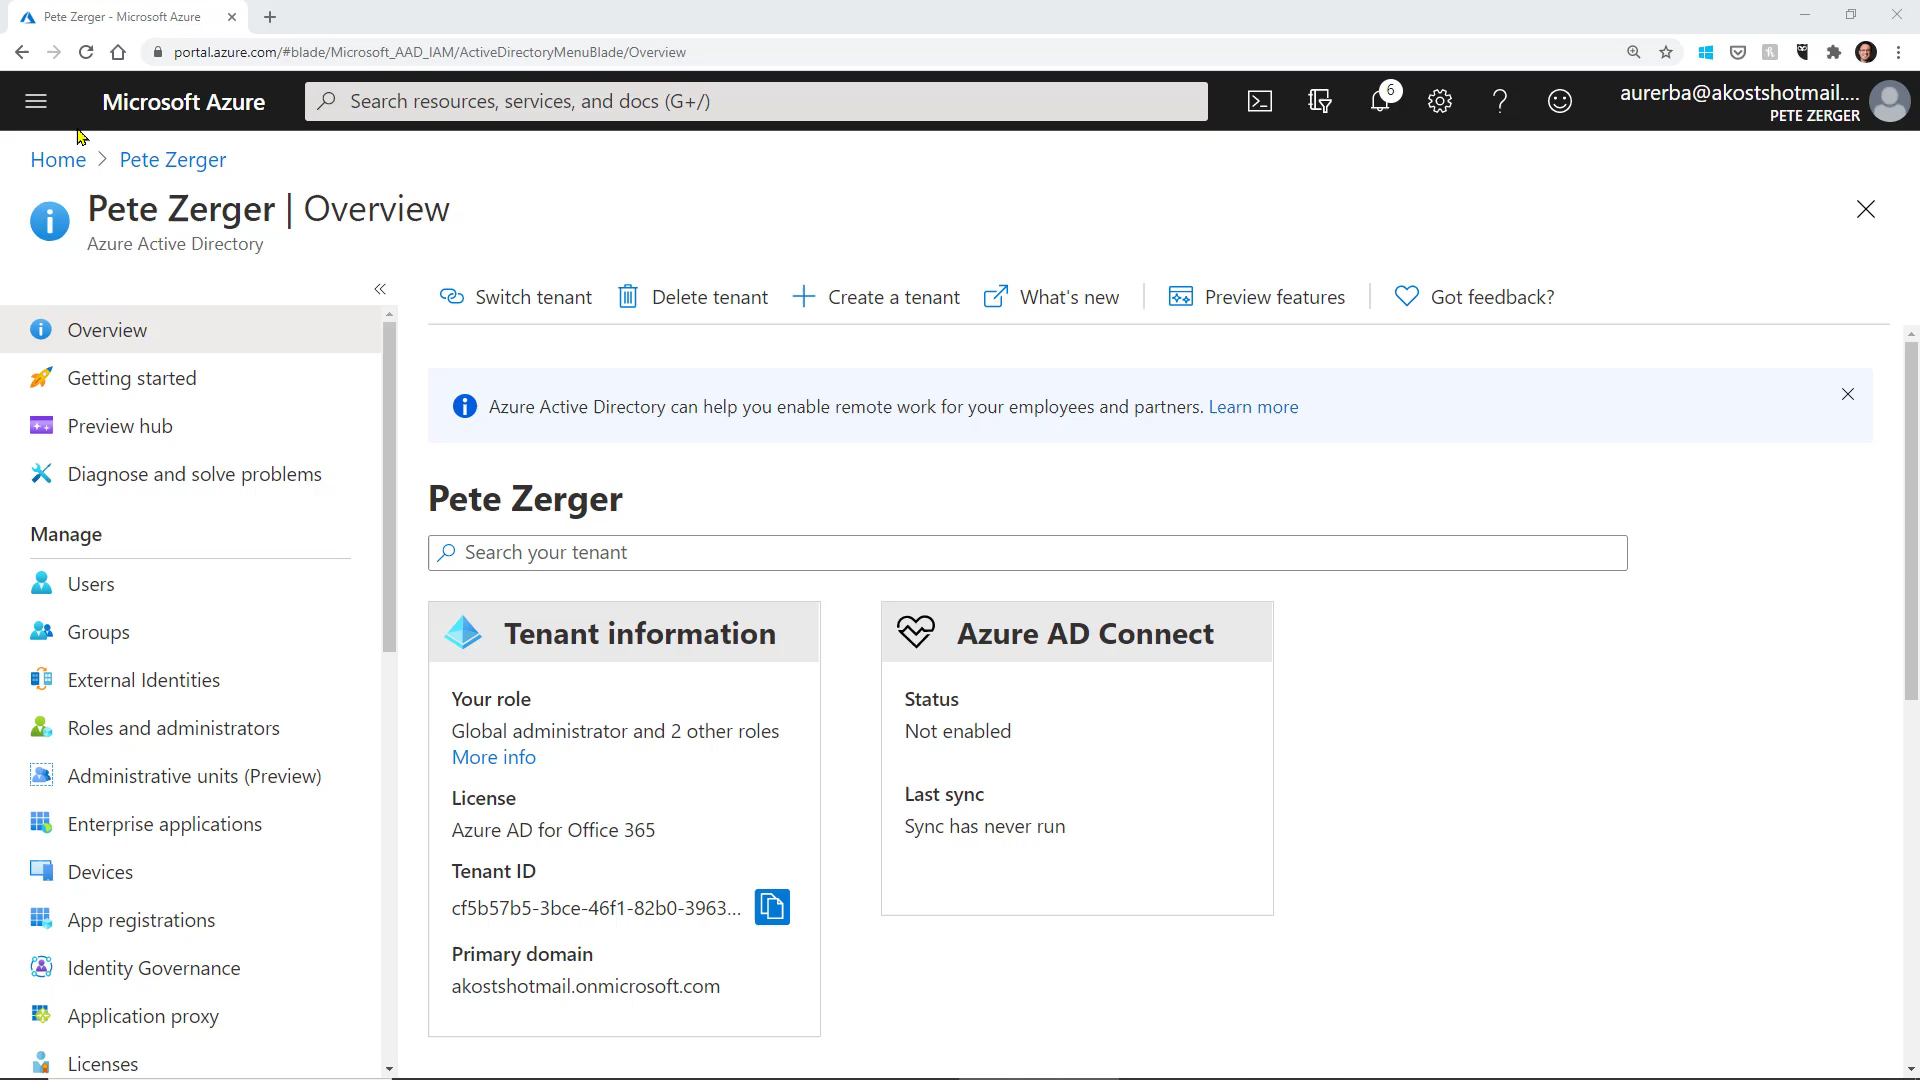 Pete Zerger - Microsoft Azure
portal.azure.com/#blade/Microsoft_AAD_IAM/ActiveDirectoryMenuBlade/Overview
Microsoft Azure
Search resources, services, and docs (G+/)
6
aurerba@akostshotmail....
PETE ZERGER
Home > Pete Zerger
Pete Zerger | Overview
Azure Active Directory
Switch tenant
Delete tenant
Create a tenant
What's new
Preview features
Got feedback?
Overview
Getting started
Preview hub
Diagnose and solve problems
Manage
Users
Groups
External Identities
Roles and administrators
Administrative units (Preview)
Enterprise applications
Devices
App registrations
Identity Governance
Application proxy
Licenses
Azure Active Directory can help you enable remote work for your employees and partners. Learn more
Pete Zerger
Search your tenant
Tenant information
Your role
Global administrator and 2 other roles
More info
License
Azure AD for Office 365
Tenant ID
cf5b57b5-3bce-46f1-82b0-3963...
Primary domain
akostshotmail.onmicrosoft.com
Azure AD Connect
Status
Not enabled
Last sync
Sync has never run